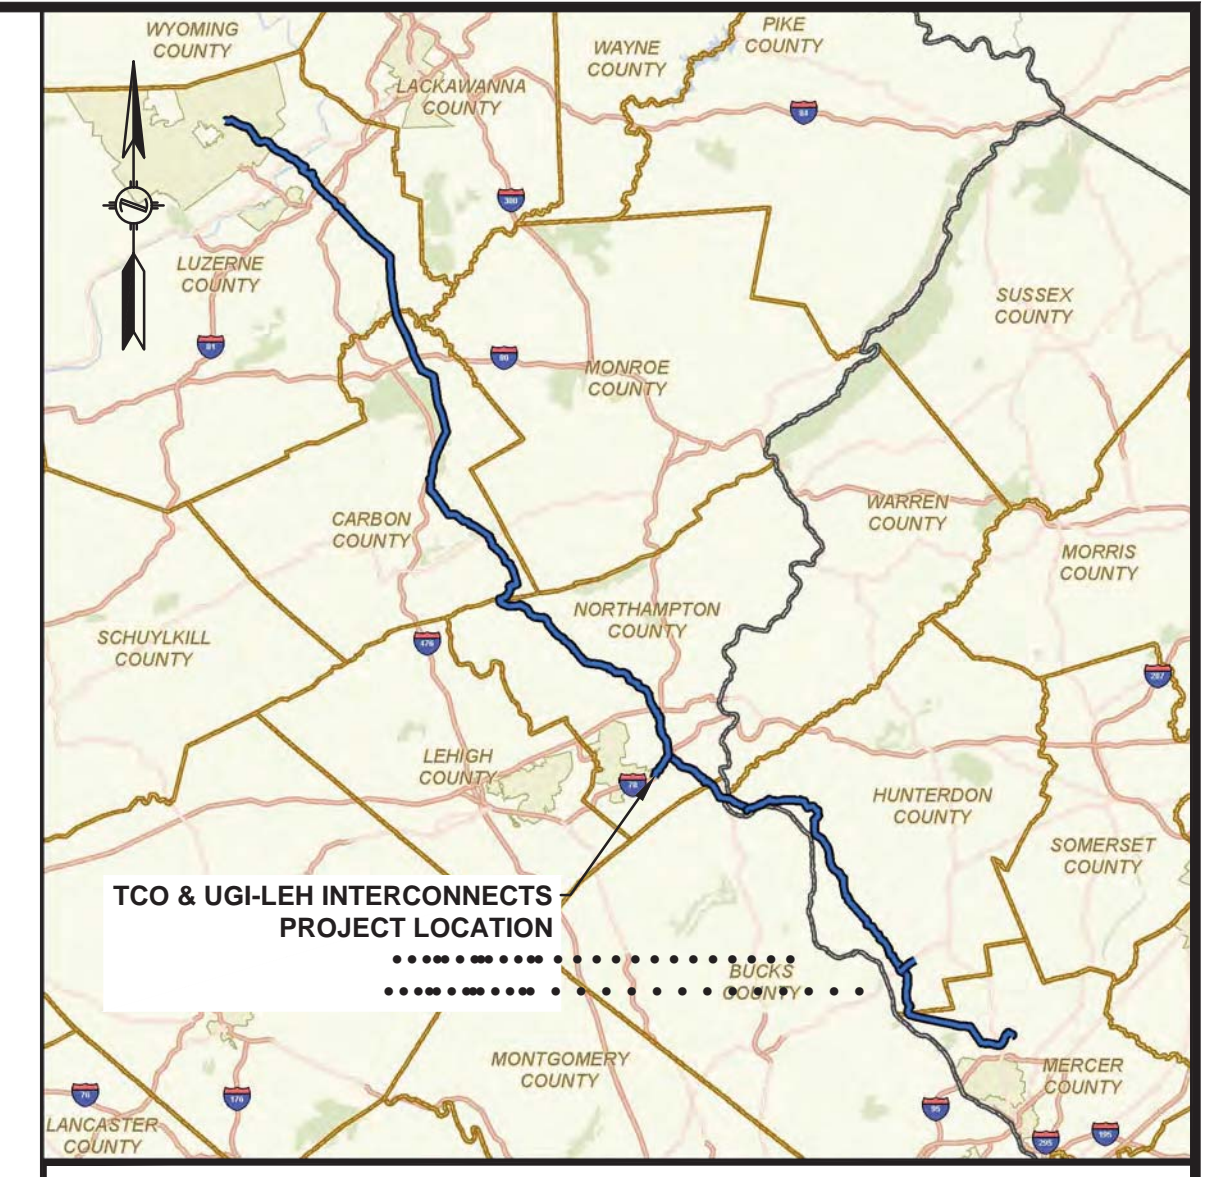 WYOMING
COUNTY
PIKE
COUNTY
WAYNE
COUNTY
LACKAWANNA
COUNTY
84
380
LUZERNE
COUNTY
SUSSEX
COUNTY
81
80
MONROE
COUNTY
WARREN
COUNTY
CARBON
COUNTY
MORRIS
COUNTY
NORTHAMPTON
COUNTY
SCHUYLKILL
COUNTY
476
287
LEHIGH
COUNTY
78
HUNTERDON
COUNTY
SOMERSET
COUNTY
TCO & UGI-LEH INTERCONNECTS
PROJECT LOCATION
BUCKS
COUNTY
MONTGOMERY
COUNTY
MERCER
COUNTY
76
176
95
195
295
LANCASTER
COUNTY